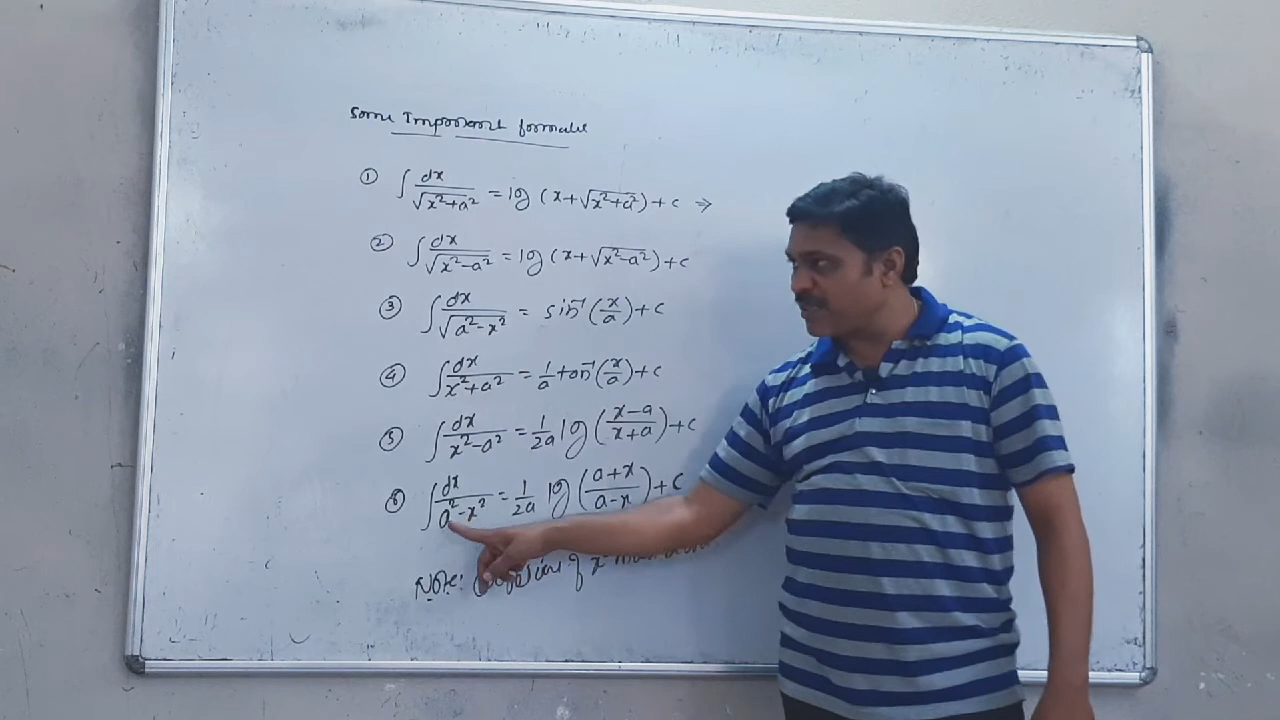 Some Important formulae
① ∫ dx/√(x²+a²) = log (x+√(x²+a²)) + c ⇒
② ∫ dx/√(x²-a²) = log (x+√(x²-a²)) + c
③ ∫ dx/√(a²-x²) = sin⁻¹ (x/a) + c
④ ∫ dx/(x²+a²) = 1/a tan⁻¹ (x/a) + c
⑤ ∫ dx/(x²-a²) = 1/2a log ((x-a)/(x+a)) + c
⑥ ∫ dx/(a²-x²) = 1/2a log ((a+x)/(a-x)) + c
Note: of x²